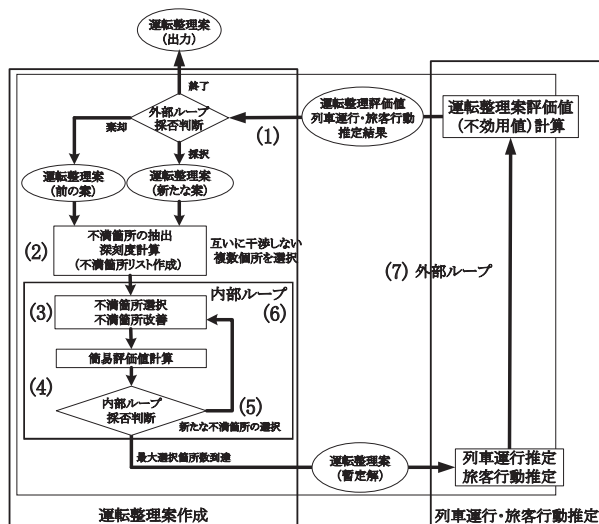 運転整理案
(出力)
終了
外部ループ
採否判断
棄却
採択
(1)
運転整理評価値
列車運行・旅客行動
推定結果
運転整理案評価値
(不効用値)計算
運転整理案
(前の案)
運転整理案
(新たな案)
(2)
不満箇所の抽出
深刻度計算
(不満箇所リスト作成)
互いに干渉しない
複数個所を選択
(7) 外部ループ
内部ループ
(6)
(3)
不満箇所選択
不満箇所改善
簡易評価値計算
(4)
内部ループ
採否判断
(5)
新たな不満箇所の選択
最大選択箇所数到達
運転整理案
(暫定解)
列車運行推定
旅客行動推定
運転整理案作成
列車運行・旅客行動推定